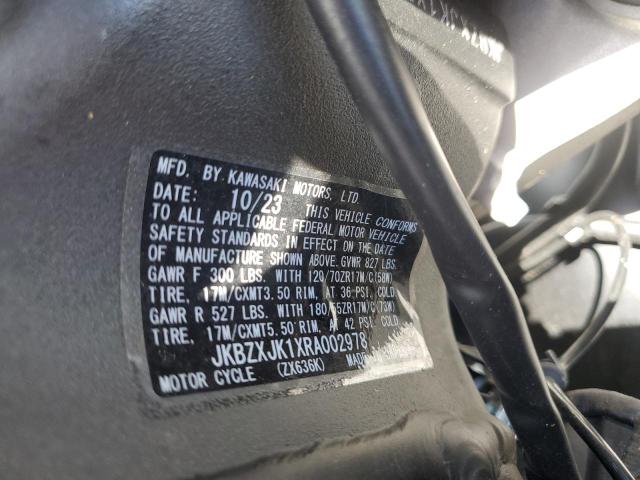 MFD. BY KAWASAKI MOTORS, LTD.
DATE: 10/23 THIS VEHICLE CONFORMS
TO ALL APPLICABLE FEDERAL MOTOR VEHICLE
SAFETY STANDARDS IN EFFECT ON THE DATE
OF MANUFACTURE SHOWN ABOVE. GVWR 827 LBS.
GAWR F 300 LBS. WITH 120/70ZR17M/C(58W)
TIRE, 17M/CXMT3.50 RIM, AT 36 PSI, COLD
GAWR R 527 LBS. WITH 180/55ZR17M/C(73W)
TIRE, 17M/CXMT5.50 RIM, AT 42 PSI, COLD
JKBZXJK1XRA002978
MOTOR CYCLE (ZX636K) MADE